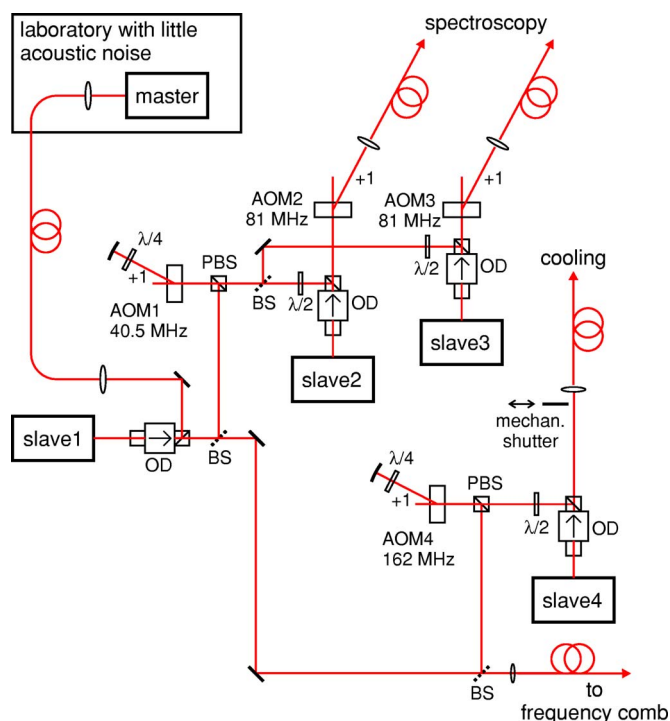 laboratory with little
acoustic noise
master
spectroscopy
+1
+1
AOM2
81 MHz
AOM3
81 MHz
λ/4
+1
PBS
AOM1
40.5 MHz
BS
λ/2
OD
λ/2
OD
cooling
slave2
slave3
mechan.
shutter
slave1
OD
BS
λ/4
+1
PBS
AOM4
162 MHz
λ/2
OD
slave4
BS
to
frequency comb